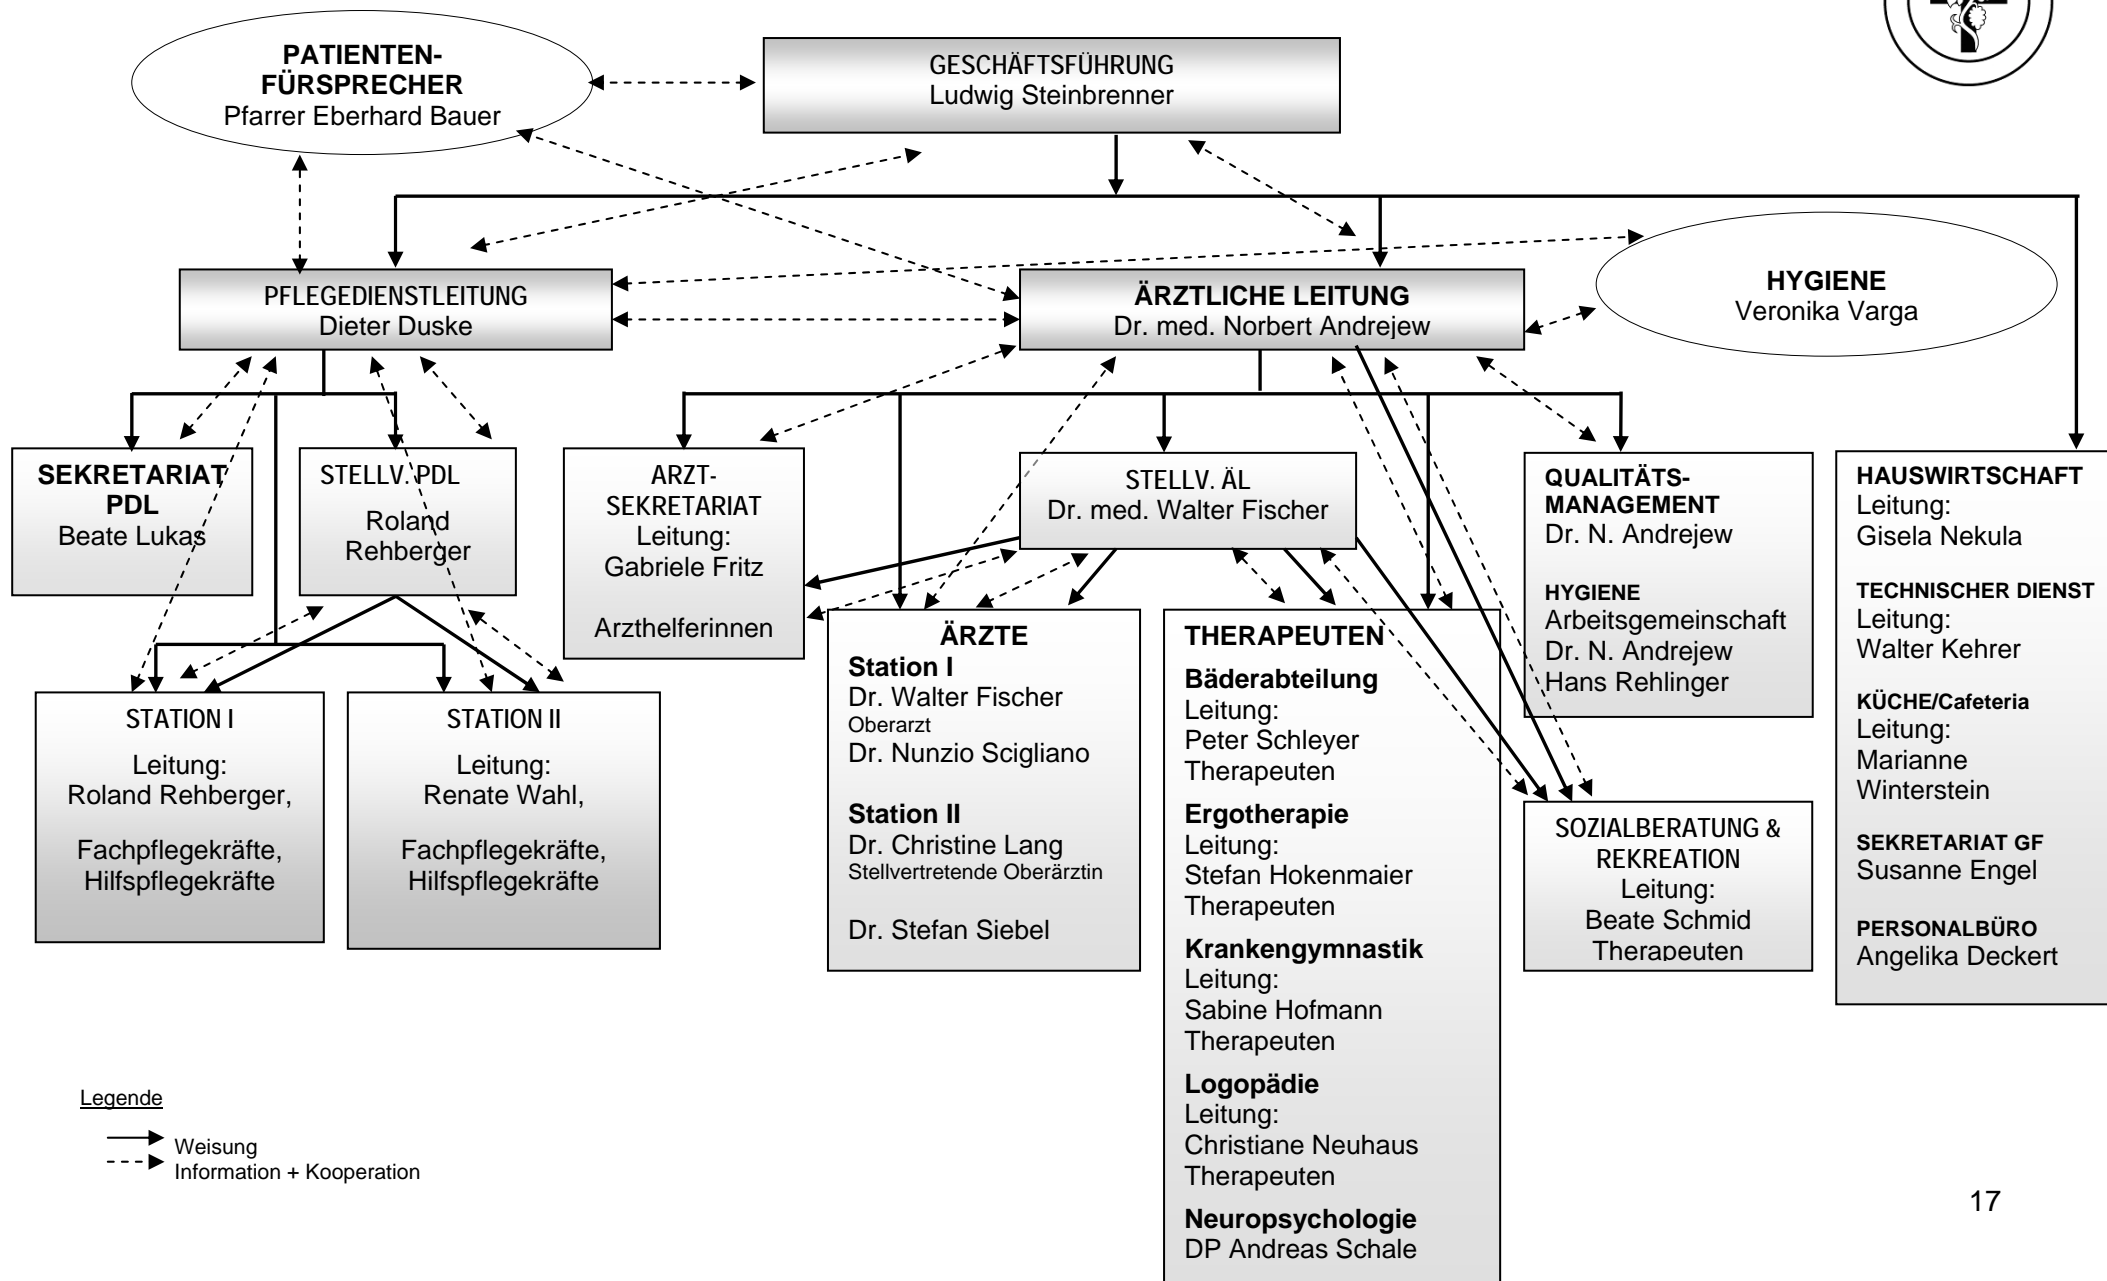 PATIENTEN-
FÜRSPRECHER
Pfarrer Eberhard Bauer
GESCHÄFTSFÜHRUNG
Ludwig Steinbrenner
PFLEGEDIENSTLEITUNG
Dieter Duske
ÄRZTLICHE LEITUNG
Dr. med. Norbert Andrejew
HYGIENE
Veronika Varga
SEKRETARIAT
PDL
Beate Lukas
STELLV. PDL
Roland
Rehberger
ARZT-
SEKRETARIAT
Leitung:
Gabriele Fritz
Arzthelferinnen
STELLV. ÄL
Dr. med. Walter Fischer
QUALITÄTS-
MANAGEMENT
Dr. N. Andrejew
HYGIENE
Arbeitsgemeinschaft
Dr. N. Andrejew
Hans Rehlinger
HAUSWIRTSCHAFT
Leitung:
Gisela Nekula
TECHNISCHER DIENST
Leitung:
Walter Kehrer
KÜCHE/Cafeteria
Leitung:
Marianne
Winterstein
SEKRETARIAT GF
Susanne Engel
PERSONALBÜRO
Angelika Deckert
STATION I
Leitung:
Roland Rehberger,
Fachpflegekräfte,
Hilfspflegekräfte
STATION II
Leitung:
Renate Wahl,
Fachpflegekräfte,
Hilfspflegekräfte
ÄRZTE
Station I
Dr. Walter Fischer
Oberarzt
Dr. Nunzio Scigliano
Station II
Dr. Christine Lang
Stellvertretende Oberärztin
Dr. Stefan Siebel
THERAPEUTEN
Bäderabteilung
Leitung:
Peter Schleyer
Therapeuten
Ergotherapie
Leitung:
Stefan Hokenmaier
Therapeuten
Krankengymnastik
Leitung:
Sabine Hofmann
Therapeuten
Logopädie
Leitung:
Christiane Neuhaus
Therapeuten
Neuropsychologie
DP Andreas Schale
SOZIALBERATUNG &
REKREATION
Leitung:
Beate Schmid
Therapeuten
Legende
Weisung
Information + Kooperation
17